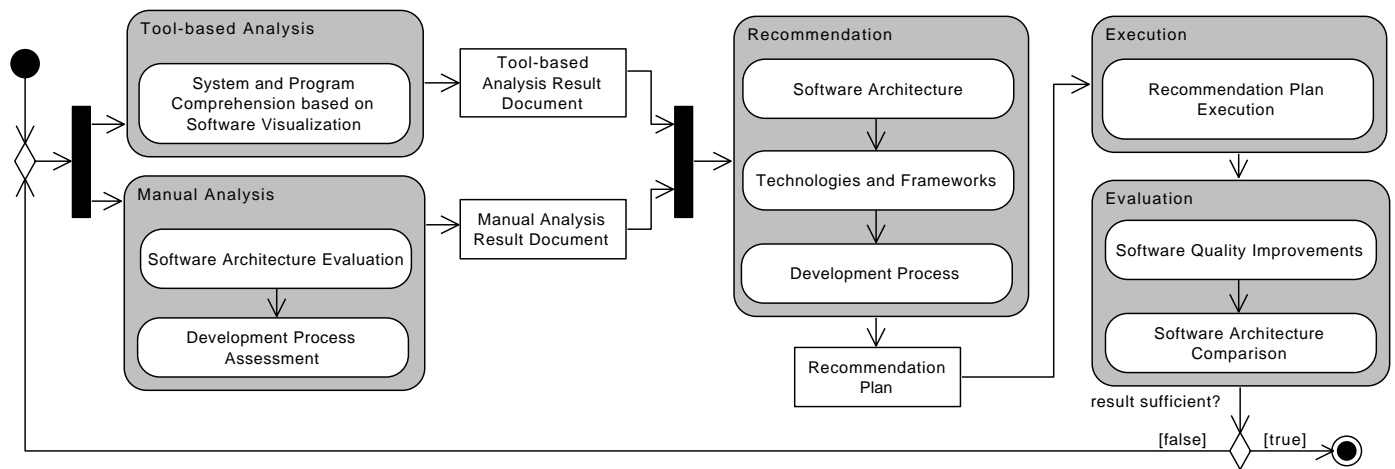 Tool-based Analysis
System and Program
Comprehension based on
Software Visualization
Manual Analysis
Software Architecture Evaluation
Development Process
Assessment
Tool-based
Analysis Result
Document
Manual Analysis
Result Document
Recommendation
Software Architecture
Technologies and Frameworks
Development Process
Recommendation
Plan
Execution
Recommendation Plan
Execution
Evaluation
Software Quality Improvements
Software Architecture
Comparison
result sufficient?
[false]
[true]